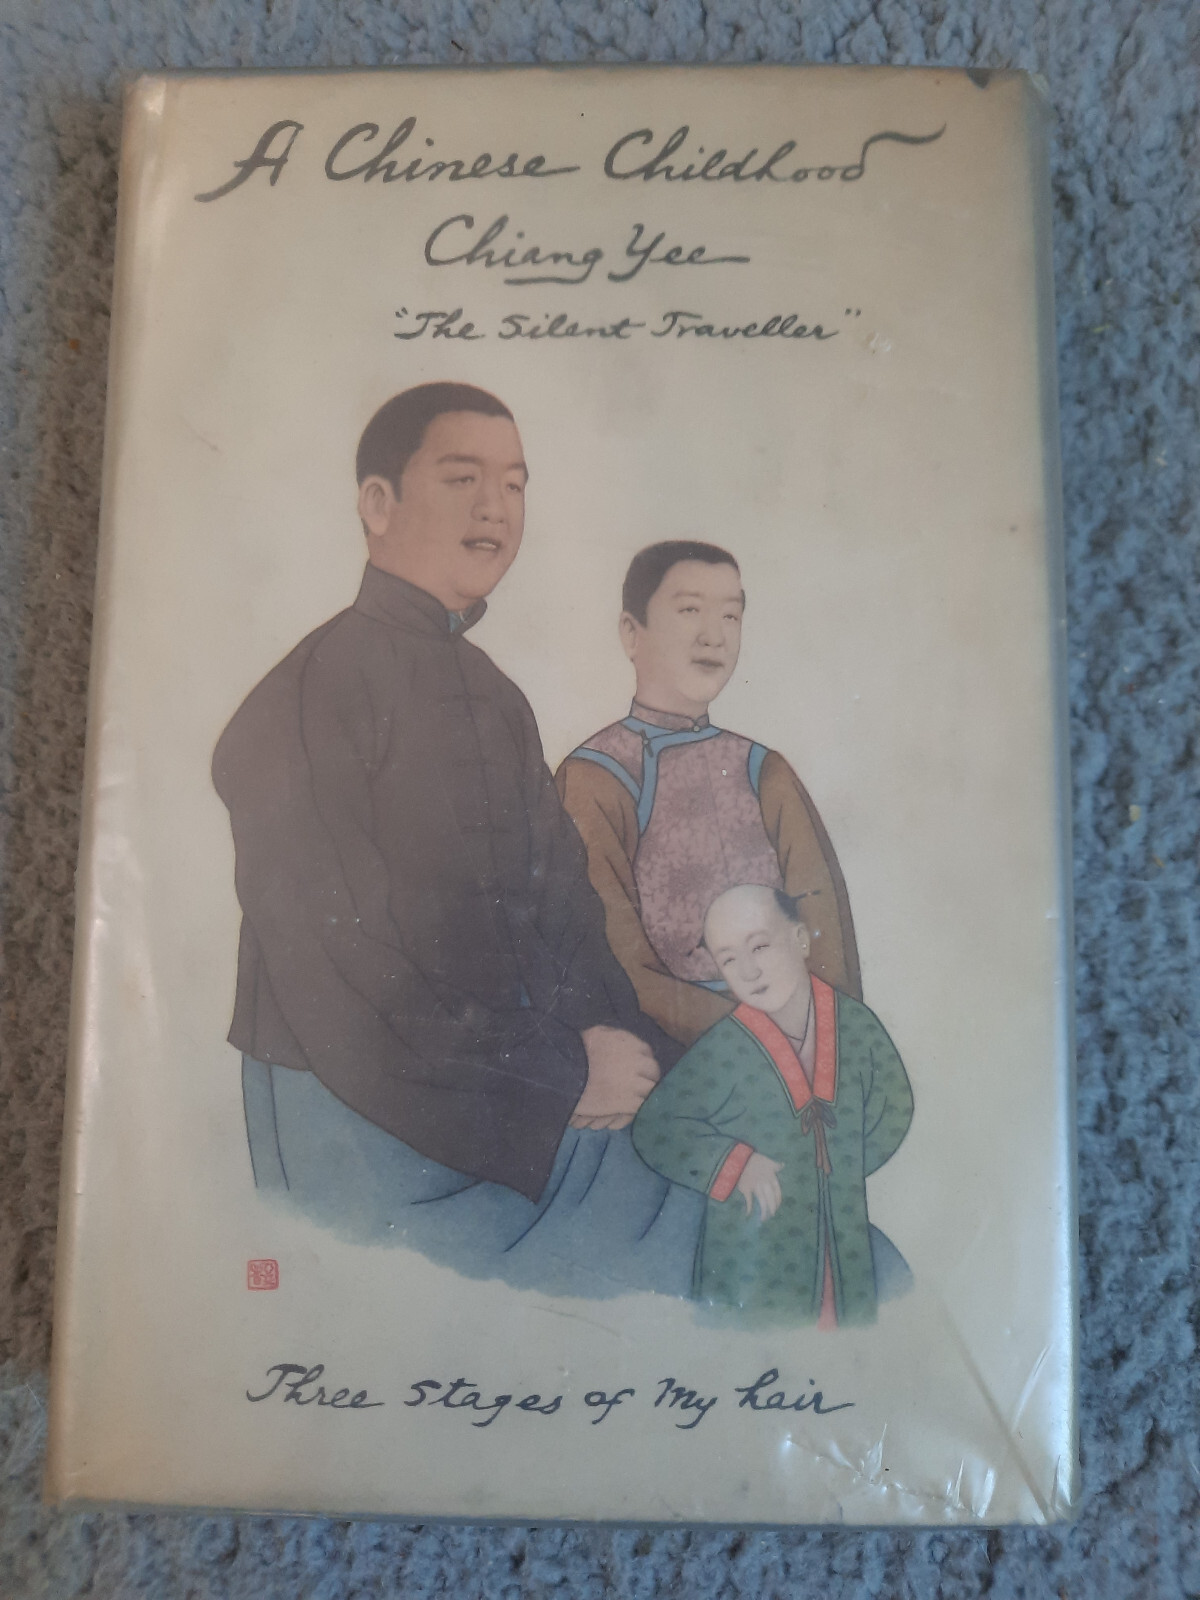 A Chinese Childhood
Chiang Yee
"The Silent Traveller"
Three Stages of My hair